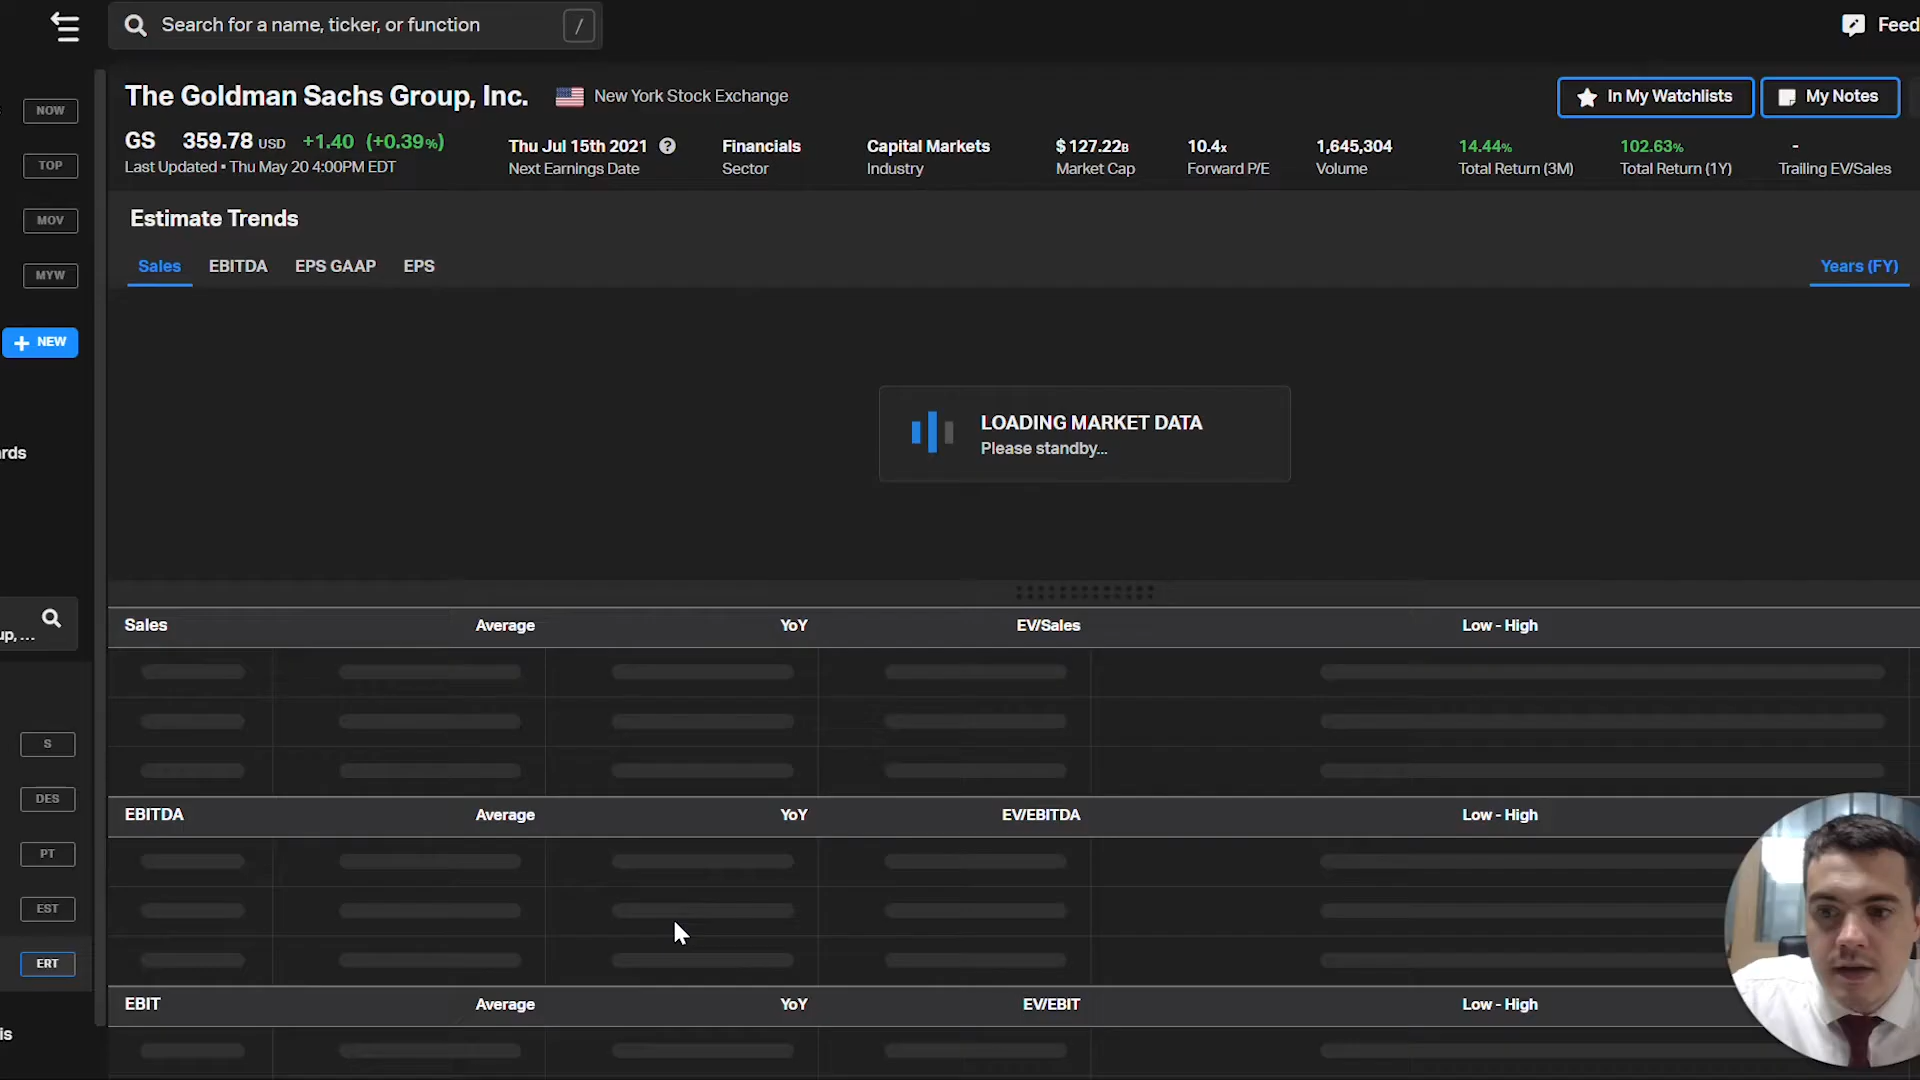 Search for a name, ticker, or function /
Feed
NOW
TOP
MOV
MYW
+ NEW
rds
up, ...
S
DES
PT
EST
ERT
is
The Goldman Sachs Group, Inc. New York Stock Exchange
In My Watchlists
My Notes
GS 359.78 USD +1.40 (+0.39%)
Last Updated • Thu May 20 4:00PM EDT
Thu Jul 15th 2021 ?
Next Earnings Date
Financials
Sector
Capital Markets
Industry
$ 127.22B
Market Cap
10.4x
Forward P/E
1,645,304
Volume
14.44%
Total Return (3M)
102.63%
Total Return (1Y)
-
Trailing EV/Sales
Estimate Trends
Sales EBITDA EPS GAAP EPS Years (FY)
LOADING MARKET DATA
Please standby...
Sales Average YoY EV/Sales Low - High
EBITDA Average YoY EV/EBITDA Low - High
EBIT Average YoY EV/EBIT Low - High